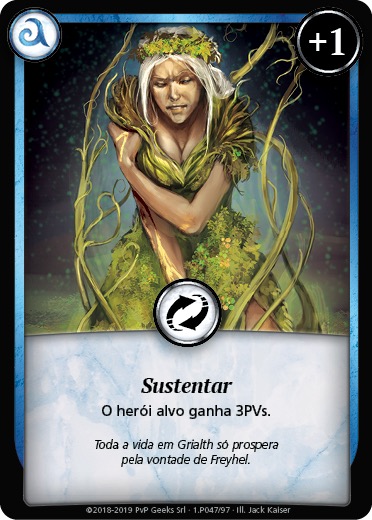 +1
Sustentar
O herói alvo ganha 3PVs.
Toda a vida em Grialth só prospera
pela vontade de Freyhel.
©2018-2019 PvP Geeks Srl · 1.P047/97 · Ill. Jack Kaiser